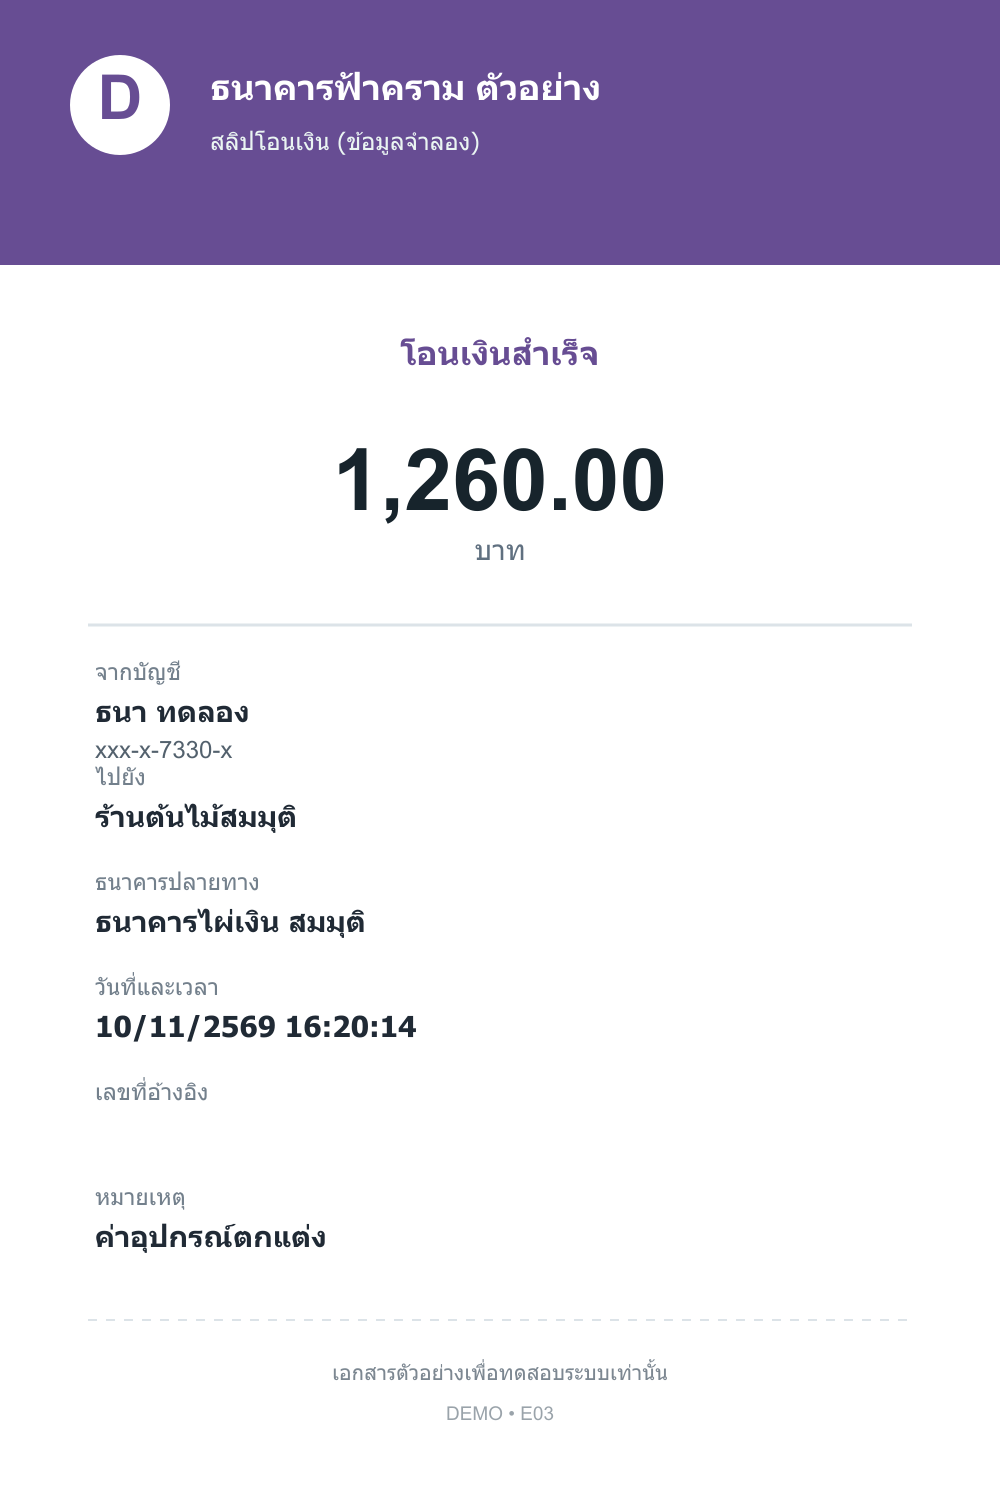 D
ธนาคารฟ้าคราม ตัวอย่าง
สลิปโอนเงิน (ข้อมูลจำลอง)
โอนเงินสำเร็จ
1,260.00
บาท
จากบัญชี
ธนา ทดลอง
xxx-x-7330-x
ไปยัง
ร้านต้นไม้สมมุติ
ธนาคารปลายทาง
ธนาคารไผ่เงิน สมมุติ
วันที่และเวลา
10/11/2569 16:20:14
เลขที่อ้างอิง
หมายเหตุ
ค่าอุปกรณ์ตกแต่ง
เอกสารตัวอย่างเพื่อทดสอบระบบเท่านั้น
DEMO • E03